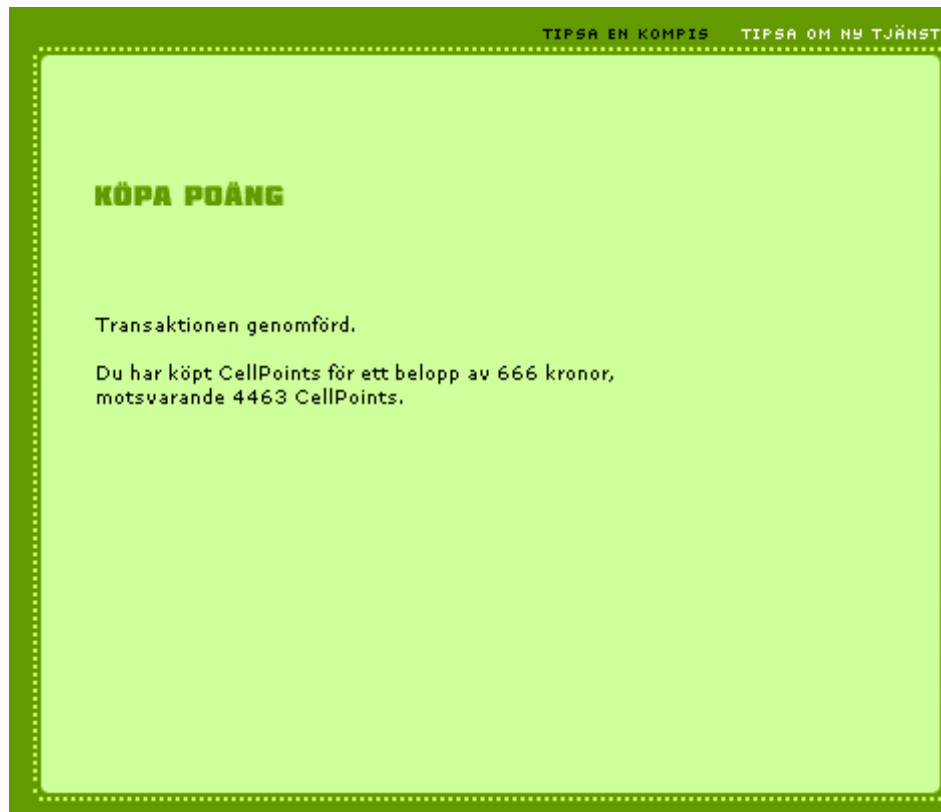 TIPSA EN KOMPIS TIPSA OM NY TJÄNST
KÖPA POÄNG
Transaktionen genomförd.
Du har köpt CellPoints för ett belopp av 666 kronor,
motsvarande 4463 CellPoints.